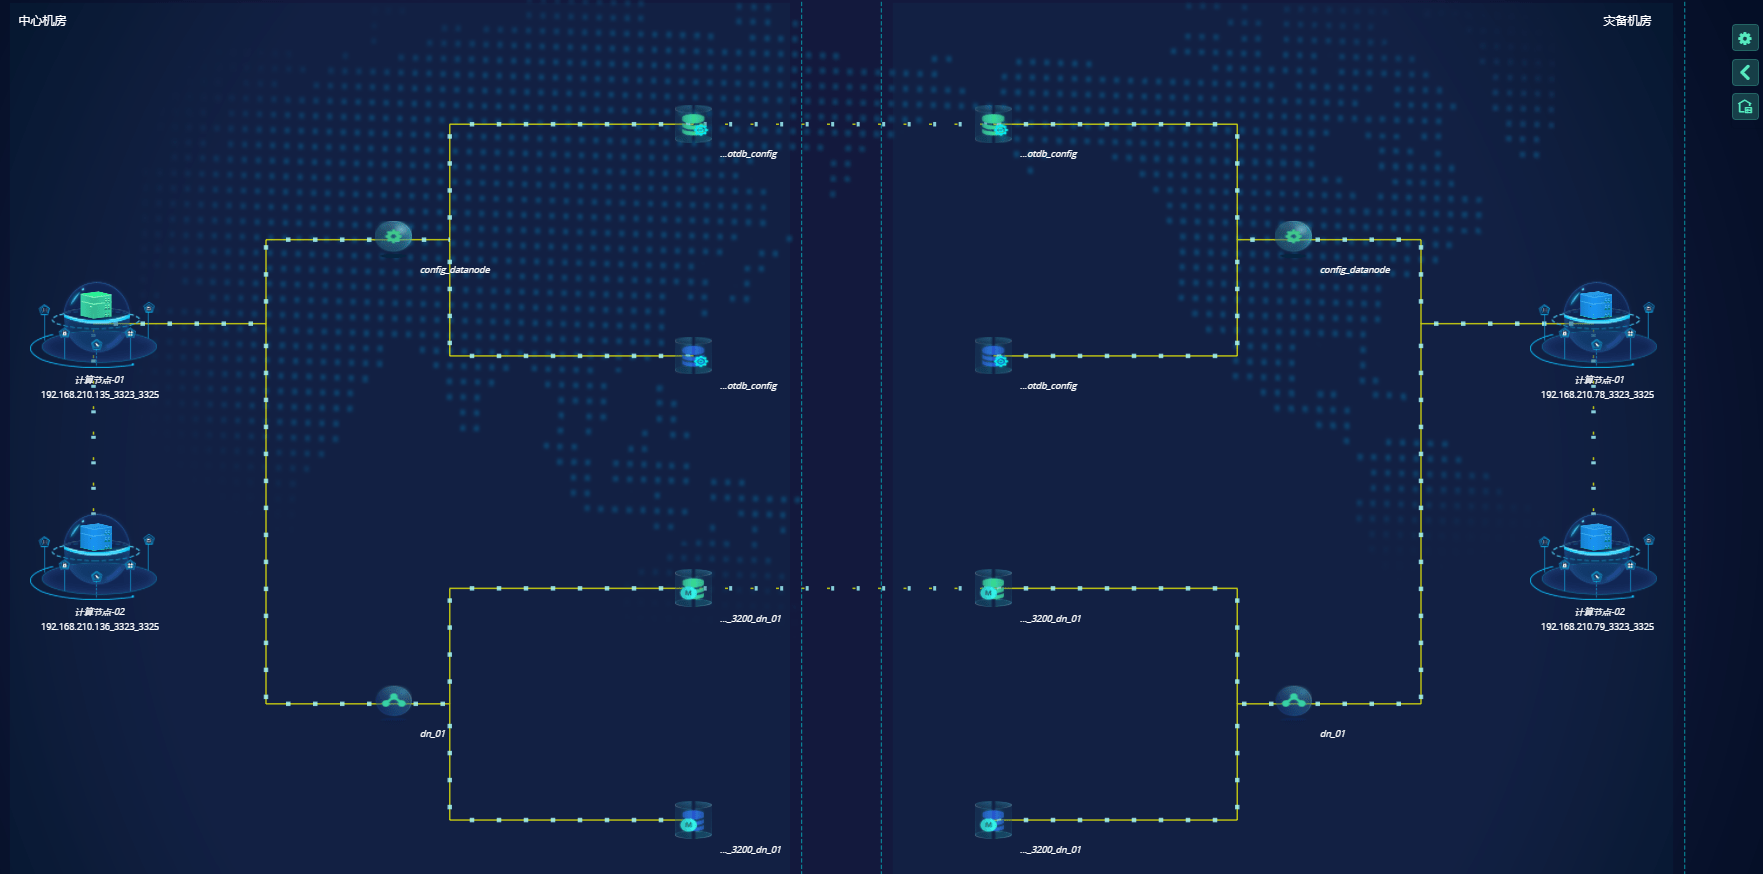 中心机房
灾备机房
...otdb_config
...otdb_config
config_datanode
config_datanode
计算节点-01
192.168.210.135_3323_3325
...otdb_config
...otdb_config
计算节点-01
192.168.210.78_3323_3325
计算节点-02
192.168.210.136_3323_3325
..._3200_dn_01
..._3200_dn_01
计算节点-02
192.168.210.79_3323_3325
dn_01
dn_01
..._3200_dn_01
..._3200_dn_01